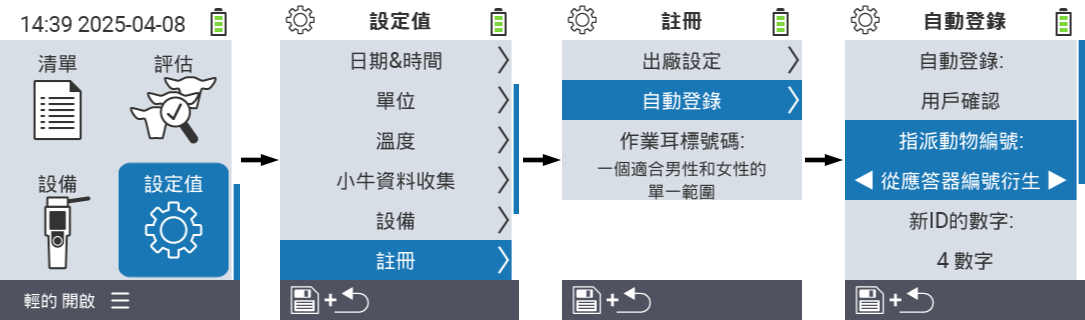 14:39 2025-04-08
清單
評估
設備
設定值
輕的 開啟
設定值
日期&時間
單位
溫度
小牛資料收集
設備
註冊
註冊
出廠設定
自動登錄
作業耳標號碼:
一個適合男性和女性的
單一範圍
自動登錄
自動登錄:
用戶確認
指派動物編號:
從應答器編號衍生
新ID的數字:
4 數字